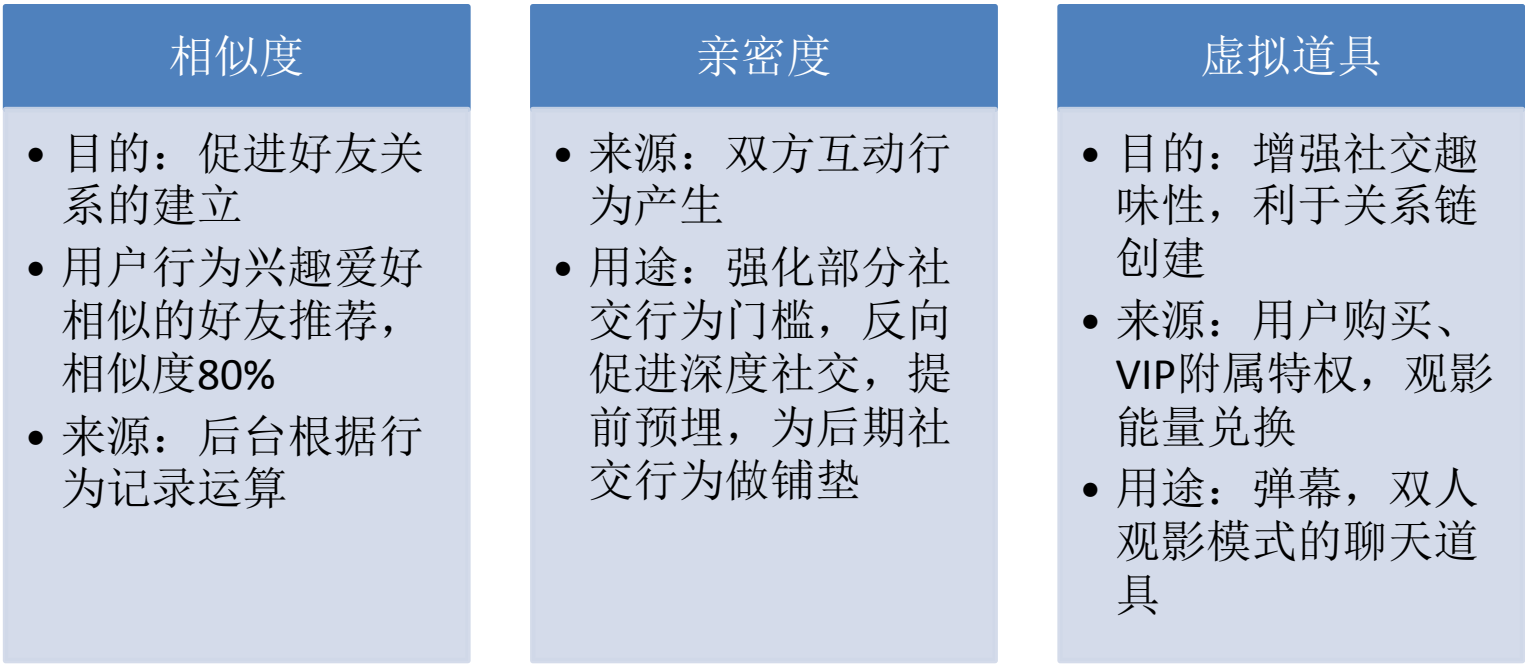 相似度
• 目的：促进好友关
系的建立
• 用户行为兴趣爱好
相似的好友推荐，
相似度80%
• 来源：后台根据行
为记录运算
亲密度
• 来源：双方互动行
为产生
• 用途：强化部分社
交行为门槛，反向
促进深度社交，提
前预埋，为后期社
交行为做铺垫
虚拟道具
• 目的：增强社交趣
味性，利于关系链
创建
• 来源：用户购买、
VIP附属特权，观影
能量兑换
• 用途：弹幕，双人
观影模式的聊天道
具